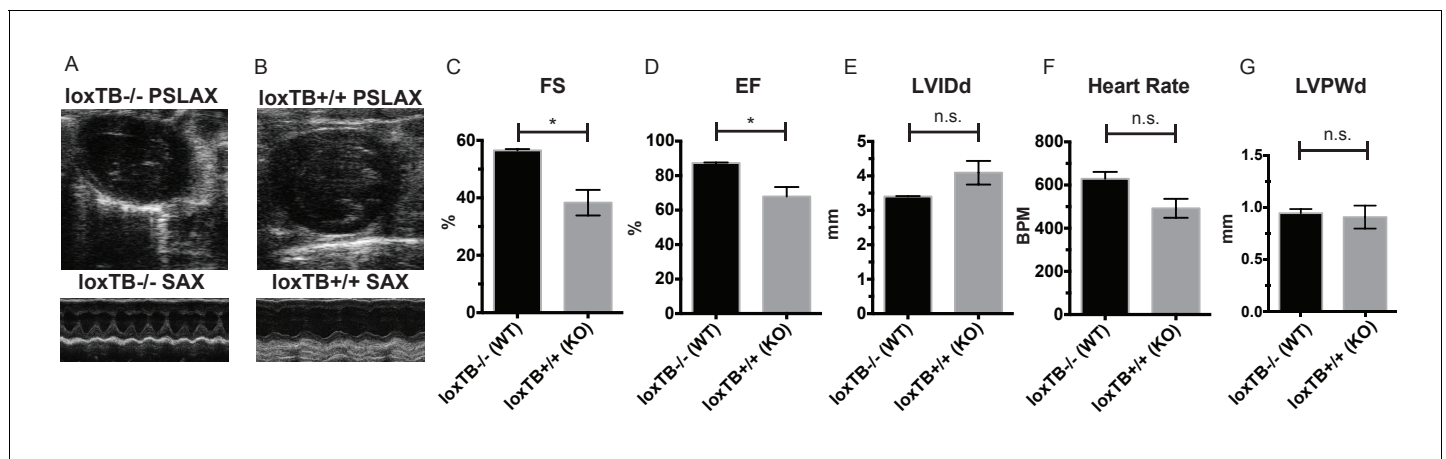 A
loxTB-/- PSLAX
loxTB-/- SAX
B
loxTB+/+ PSLAX
loxTB+/+ SAX
C
FS
*
60
40
20
0
%
loxTB-/- (WT)
loxTB+/+ (KO)
D
EF
*
100
80
60
40
20
0
%
loxTB-/- (WT)
loxTB+/+ (KO)
E
LVIDd
n.s.
5
4
3
2
1
0
mm
loxTB-/- (WT)
loxTB+/+ (KO)
F
Heart Rate
n.s.
800
600
400
200
0
BPM
loxTB-/- (WT)
loxTB+/+ (KO)
G
LVPWd
n.s.
1.5
1.0
0.5
0.0
mm
loxTB-/- (WT)
loxTB+/+ (KO)